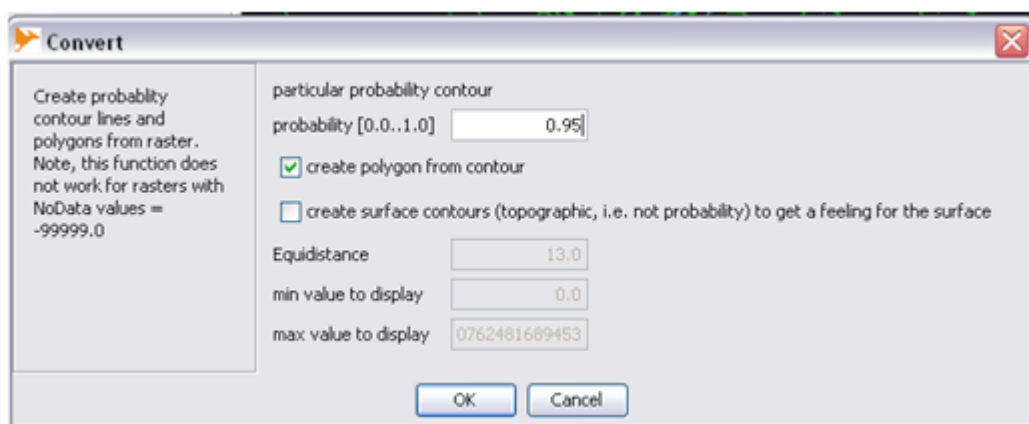 Convert
Create probablity
contour lines and
polygons from raster.
Note, this function does
not work for rasters with
NoData values =
-99999.0
particular probability contour
probability [0.0..1.0] 0.95
create polygon from contour
create surface contours (topographic, i.e. not probability) to get a feeling for the surface
Equidistance 13.0
min value to display 0.0
max value to display 0762481689453
OK Cancel